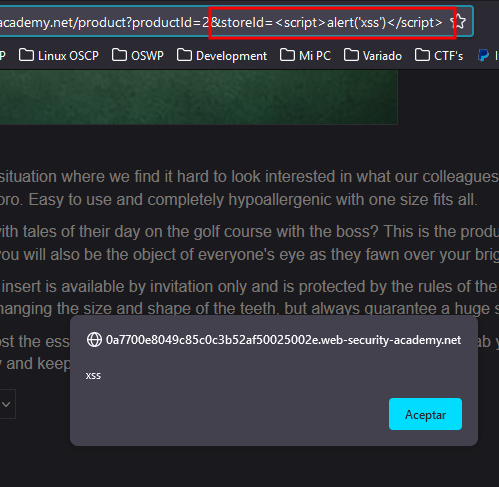 academy.net/product?productId=2&storeId=<script>alert('xss')</script>
P Linux OSCP OSWP Development Mi PC Variado CTF's
situation where we find it hard to look interested in what our colleagues
pro. Easy to use and completely hypoallergenic with one size fits all.
with tales of their day on the golf course with the boss? This is the produ
you will also be the object of everyone's eye as they fawn over your brig
insert is available by invitation only and is protected by the rules of the
hanging the size and shape of the teeth, but always guarantee a huge s
ost the ess
ab y
and keep
0a7700e8049c85c0c3b52af50025002e.web-security-academy.net
xss
Aceptar